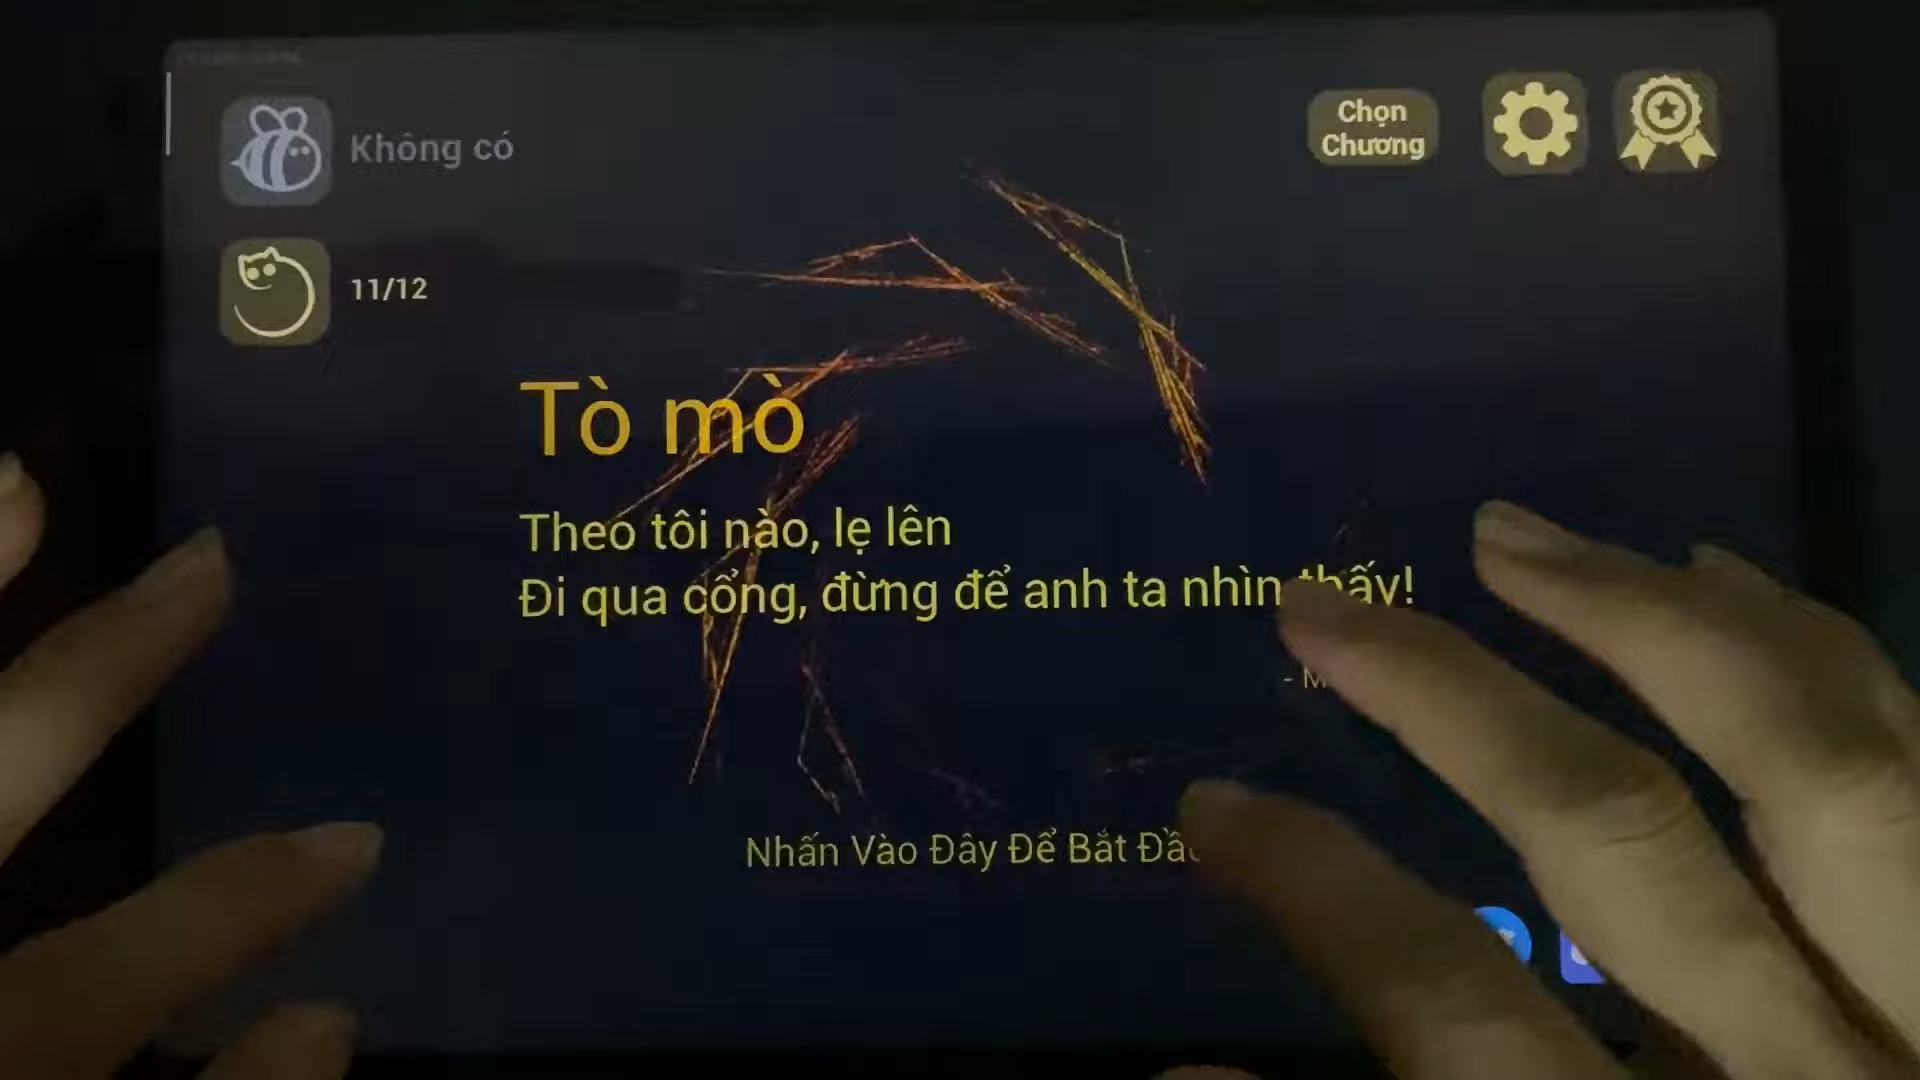 Không có
Chọn
Chương
11/12
Tò mò
Theo tôi nào, lẹ lên
Đi qua cổng, đừng để anh ta nhìn thấy!
Nhấn Vào Đây Để Bắt